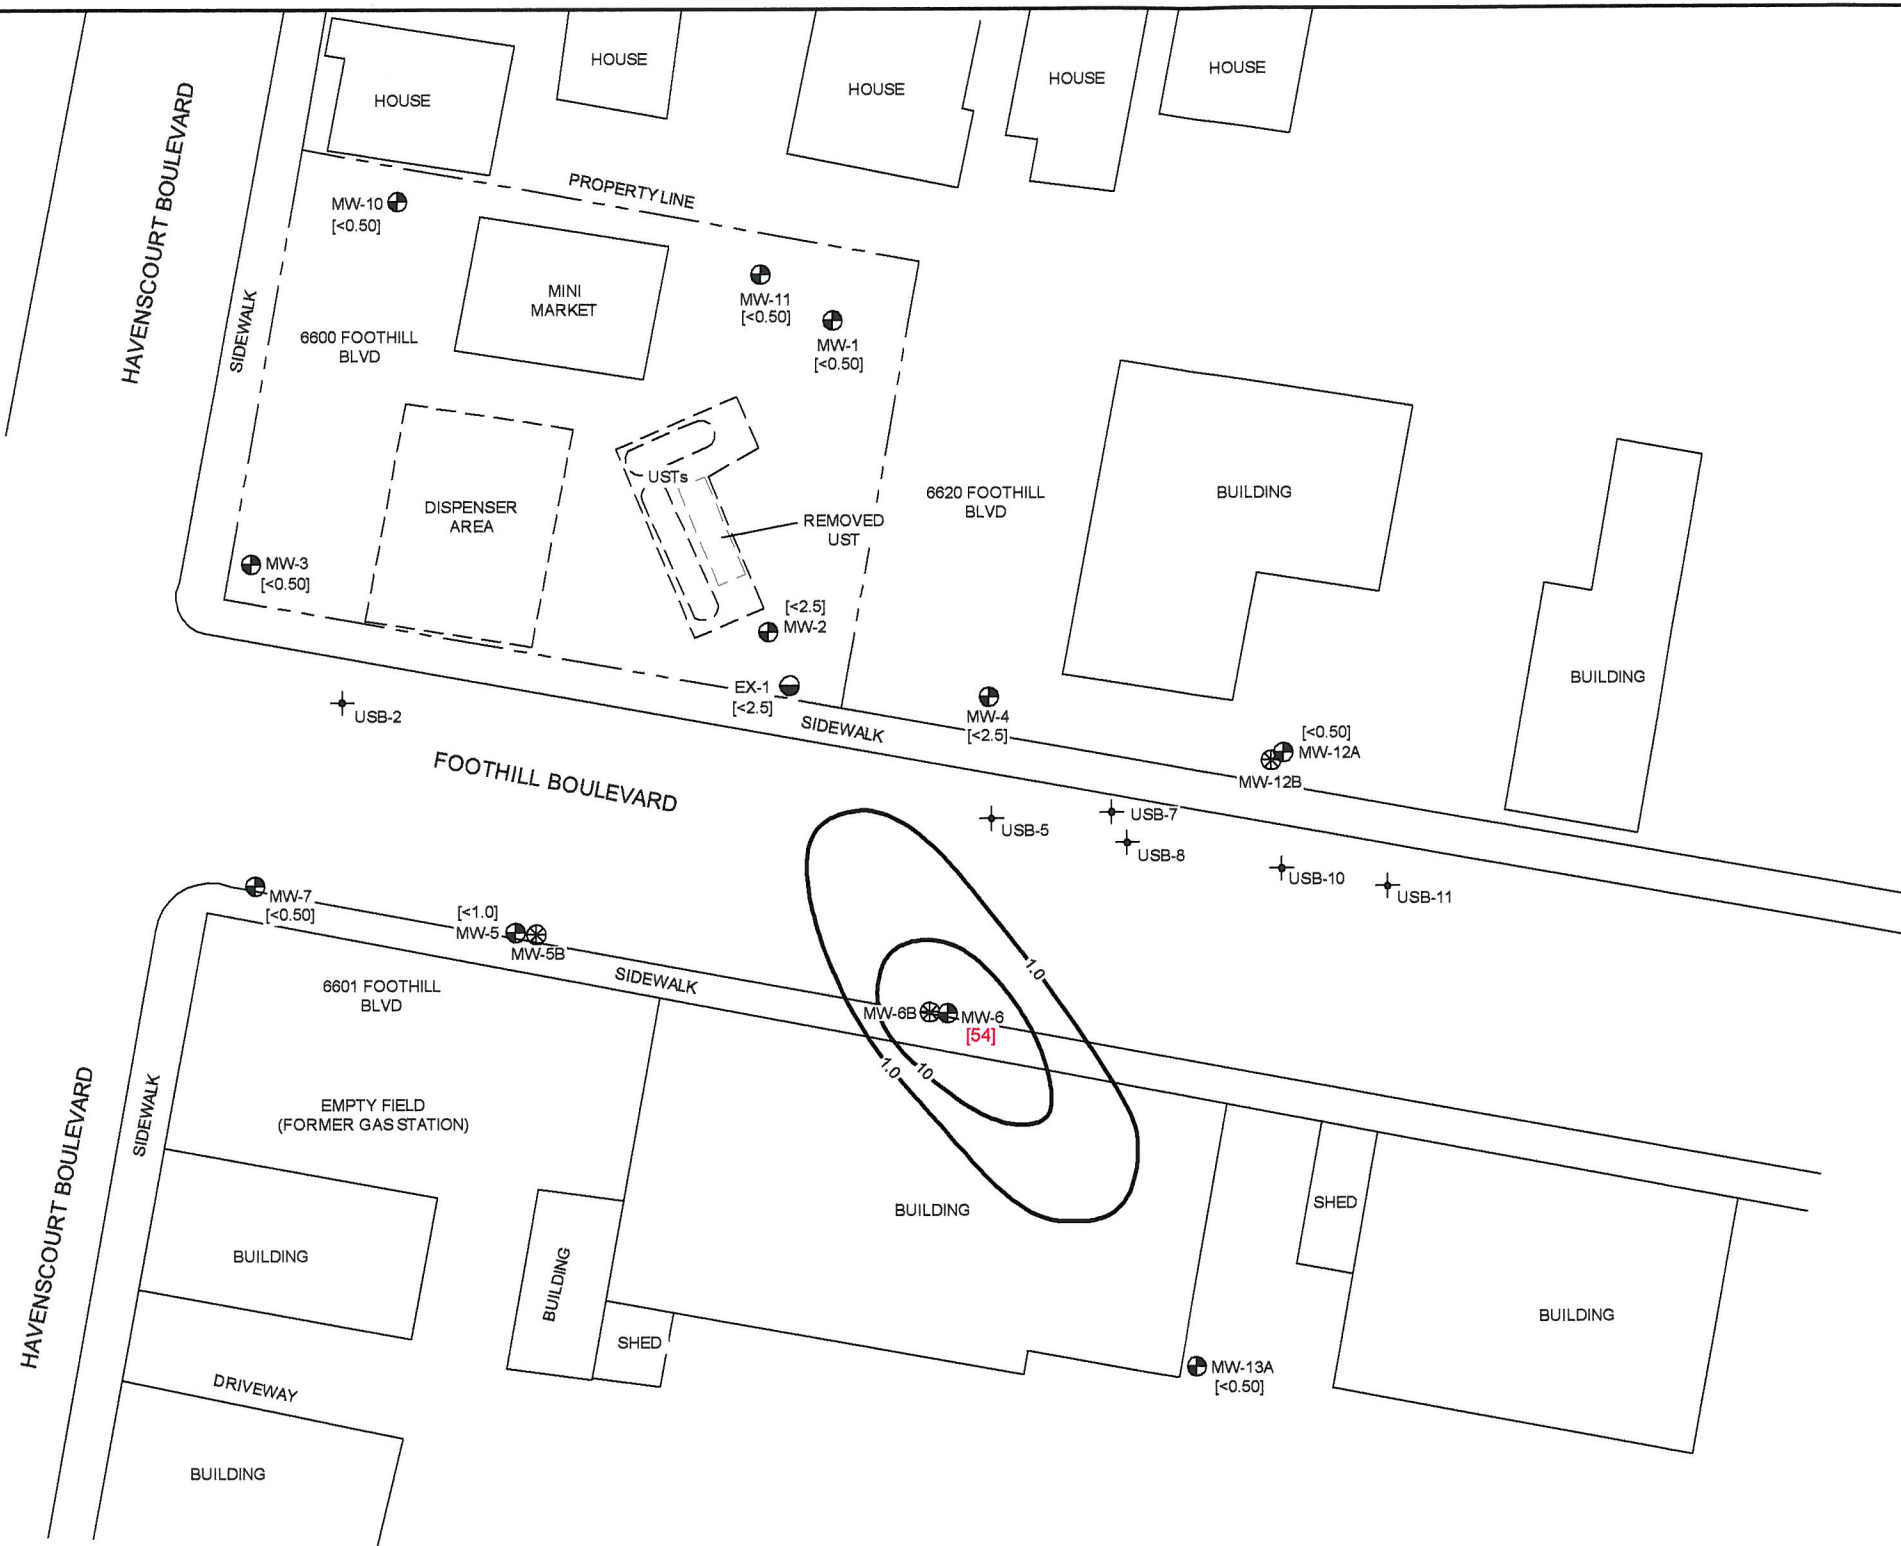 HOUSE
HOUSE
HOUSE
HOUSE
HOUSE
HAVENSCOURT BOULEVARD
PROPERTY LINE
MW-10
[<0.50]
MINI
MARKET
MW-11
[<0.50]
MW-1
[<0.50]
SIDEWALK
6600 FOOTHILL
BLVD
USTs
DISPENSER
AREA
REMOVED
UST
6620 FOOTHILL
BLVD
BUILDING
BUILDING
MW-3
[<0.50]
[<2.5]
MW-2
EX-1
[<2.5]
SIDEWALK
MW-4
[<2.5]
[<0.50]
MW-12A
MW-12B
USB-2
FOOTHILL BOULEVARD
USB-5
USB-7
USB-8
USB-10
USB-11
MW-7
[<0.50]
[<1.0]
MW-5
MW-5B
SIDEWALK
1.0
6601 FOOTHILL
BLVD
MW-6B
MW-6
[54]
1.0
10
HAVENSCOURT BOULEVARD
SIDEWALK
EMPTY FIELD
(FORMER GAS STATION)
BUILDING
BUILDING
BUILDING
SHED
SHED
BUILDING
MW-13A
[<0.50]
DRIVEWAY
BUILDING